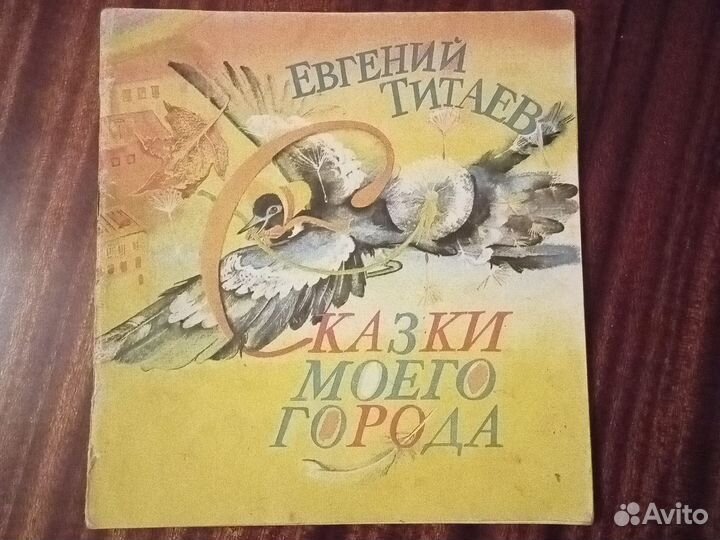 ЕВГЕНИЙ
ТИТАЕВ
СКАЗКИ
МОЕГО
ГОРОДА
Avito